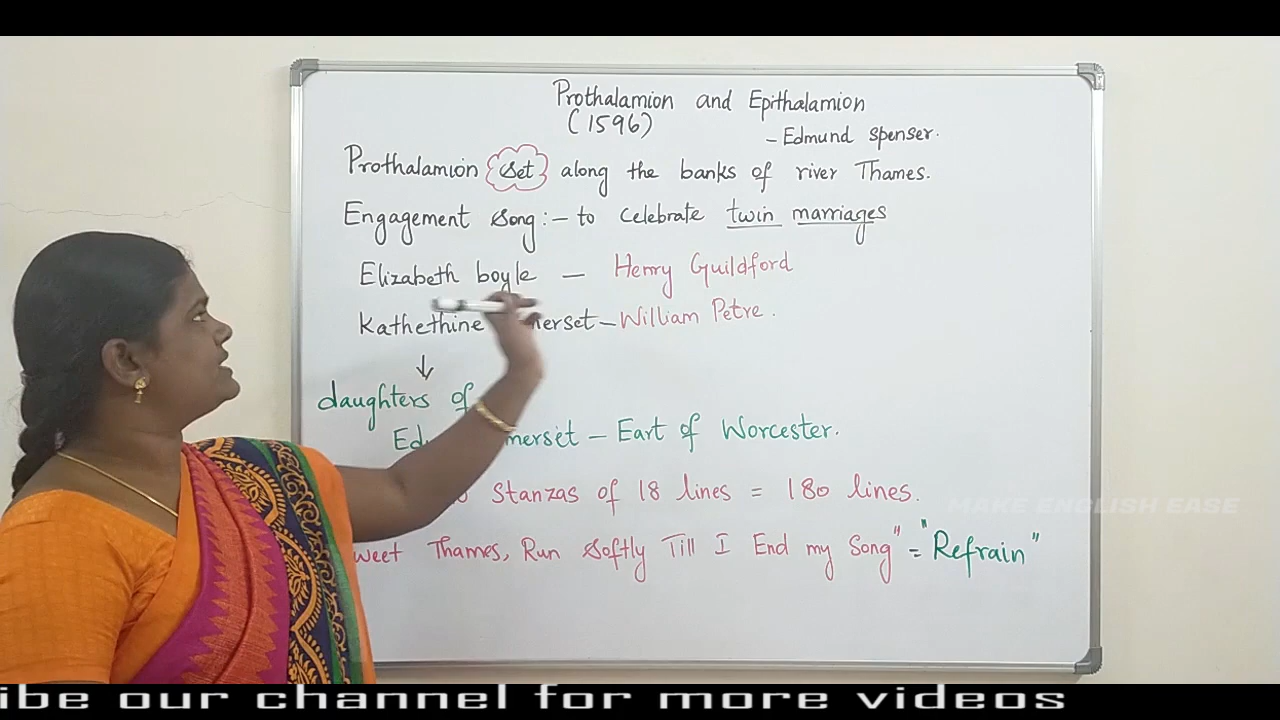 Prothalamion and Epithalamion
(1596)
- Edmund Spenser.
Prothalamion Set along the banks of river Thames.
Engagement Song :- to celebrate twin marriages
Elizabeth boyle - Henry Guildford
Kathethine erset - William Petre.
↓
daughters of
Ed merset - Eart of Worcester.
Stanzas of 18 lines = 180 lines.
weet Thames, Run Softly Till I End my Song" = "Refrain"
MAKE ENGLISH EASE
ibe our channel for more videos